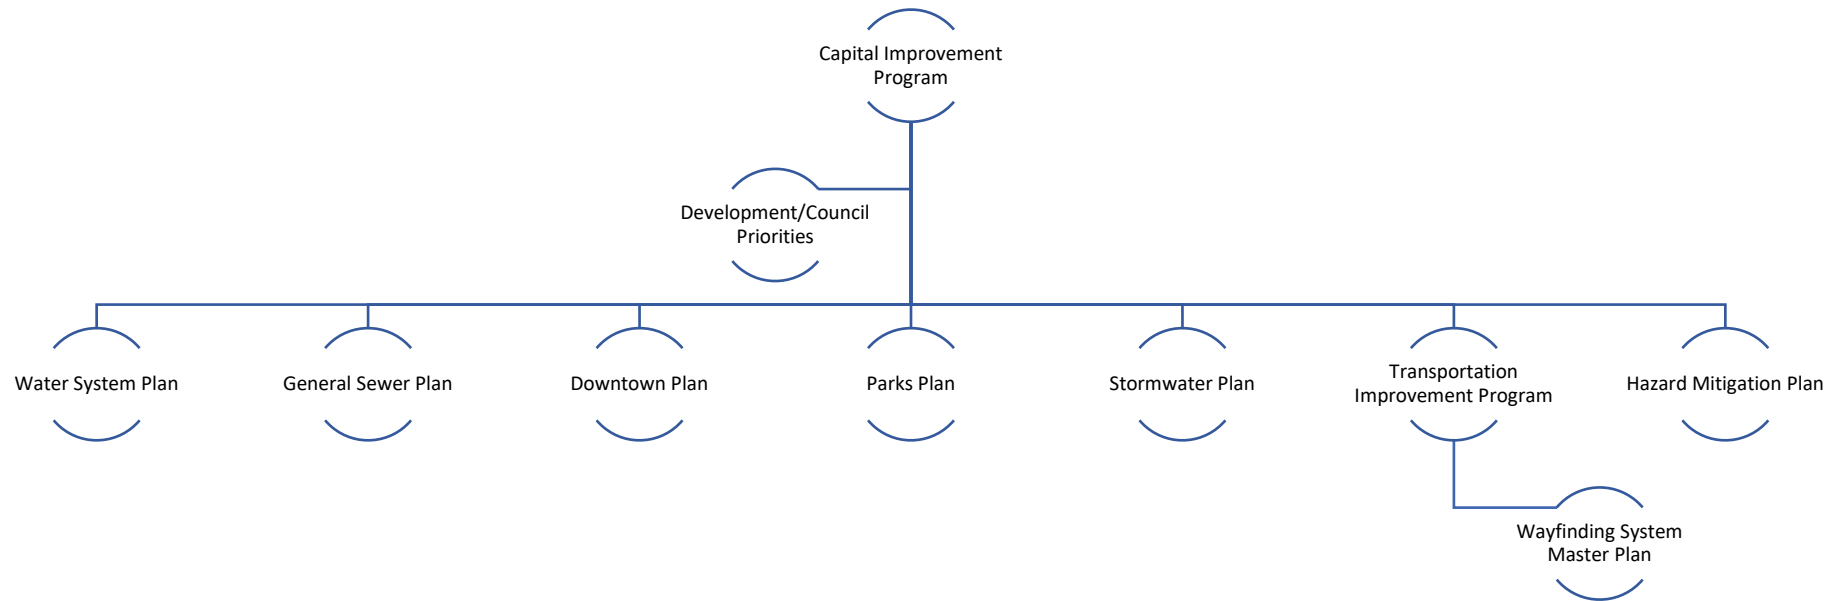 Capital Improvement
Program
Development/Council
Priorities
Water System Plan
General Sewer Plan
Downtown Plan
Parks Plan
Stormwater Plan
Transportation
Improvement Program
Hazard Mitigation Plan
Wayfinding System
Master Plan